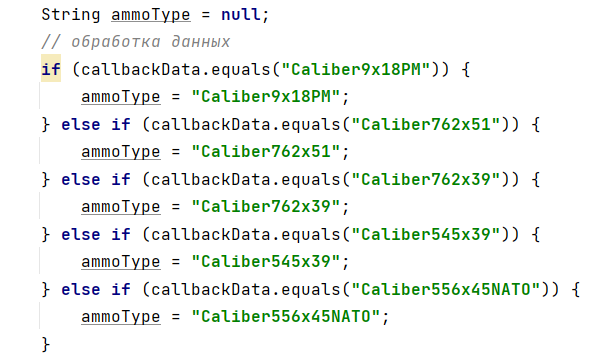 String ammoType = null;
// обработка данных
if (callbackData.equals("Caliber9x18PM")) {
ammoType = "Caliber9x18PM";
} else if (callbackData.equals("Caliber762x51")) {
ammoType = "Caliber762x51";
} else if (callbackData.equals("Caliber762x39")) {
ammoType = "Caliber762x39";
} else if (callbackData.equals("Caliber545x39")) {
ammoType = "Caliber545x39";
} else if (callbackData.equals("Caliber556x45NATO")) {
ammoType = "Caliber556x45NATO";
}